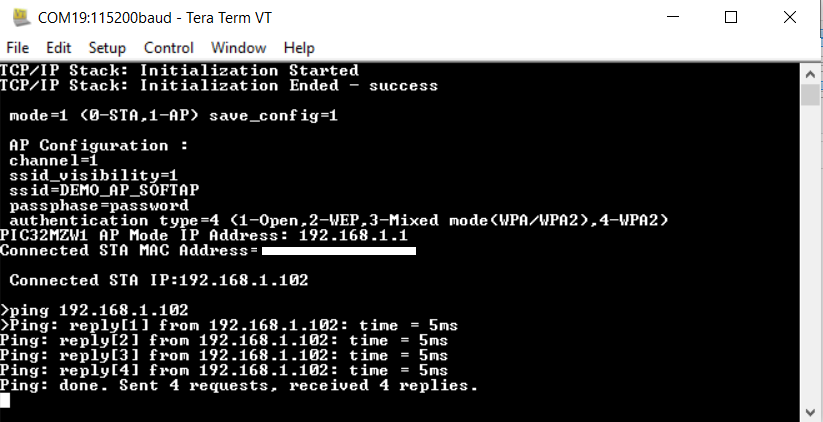 COM19:115200baud - Tera Term VT
File Edit Setup Control Window Help
TCP/IP Stack: Initialization Started
TCP/IP Stack: Initialization Ended - success
mode=1 (0-STA,1-AP) save_config=1
AP Configuration :
channel=1
ssid_visibility=1
ssid=DEMO_AP_SOFTAP
passphase=password
authentication type=4 (1-Open,2-WEP,3-Mixed mode(WPA/WPA2),4-WPA2)
PIC32MZW1 AP Mode IP Address: 192.168.1.1
Connected STA MAC Address=
Connected STA IP:192.168.1.102
>ping 192.168.1.102
>Ping: reply[1] from 192.168.1.102: time = 5ms
Ping: reply[2] from 192.168.1.102: time = 5ms
Ping: reply[3] from 192.168.1.102: time = 5ms
Ping: reply[4] from 192.168.1.102: time = 5ms
Ping: done. Sent 4 requests, received 4 replies.